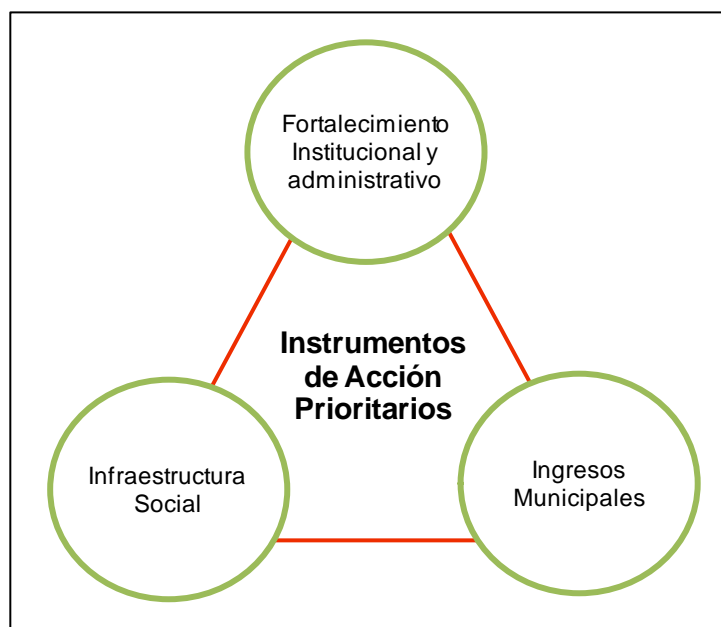 Fortalecimiento
Institucional y
administrativo
Instrumentos
de Acción
Prioritarios
Infraestructura
Social
Ingresos
Municipales